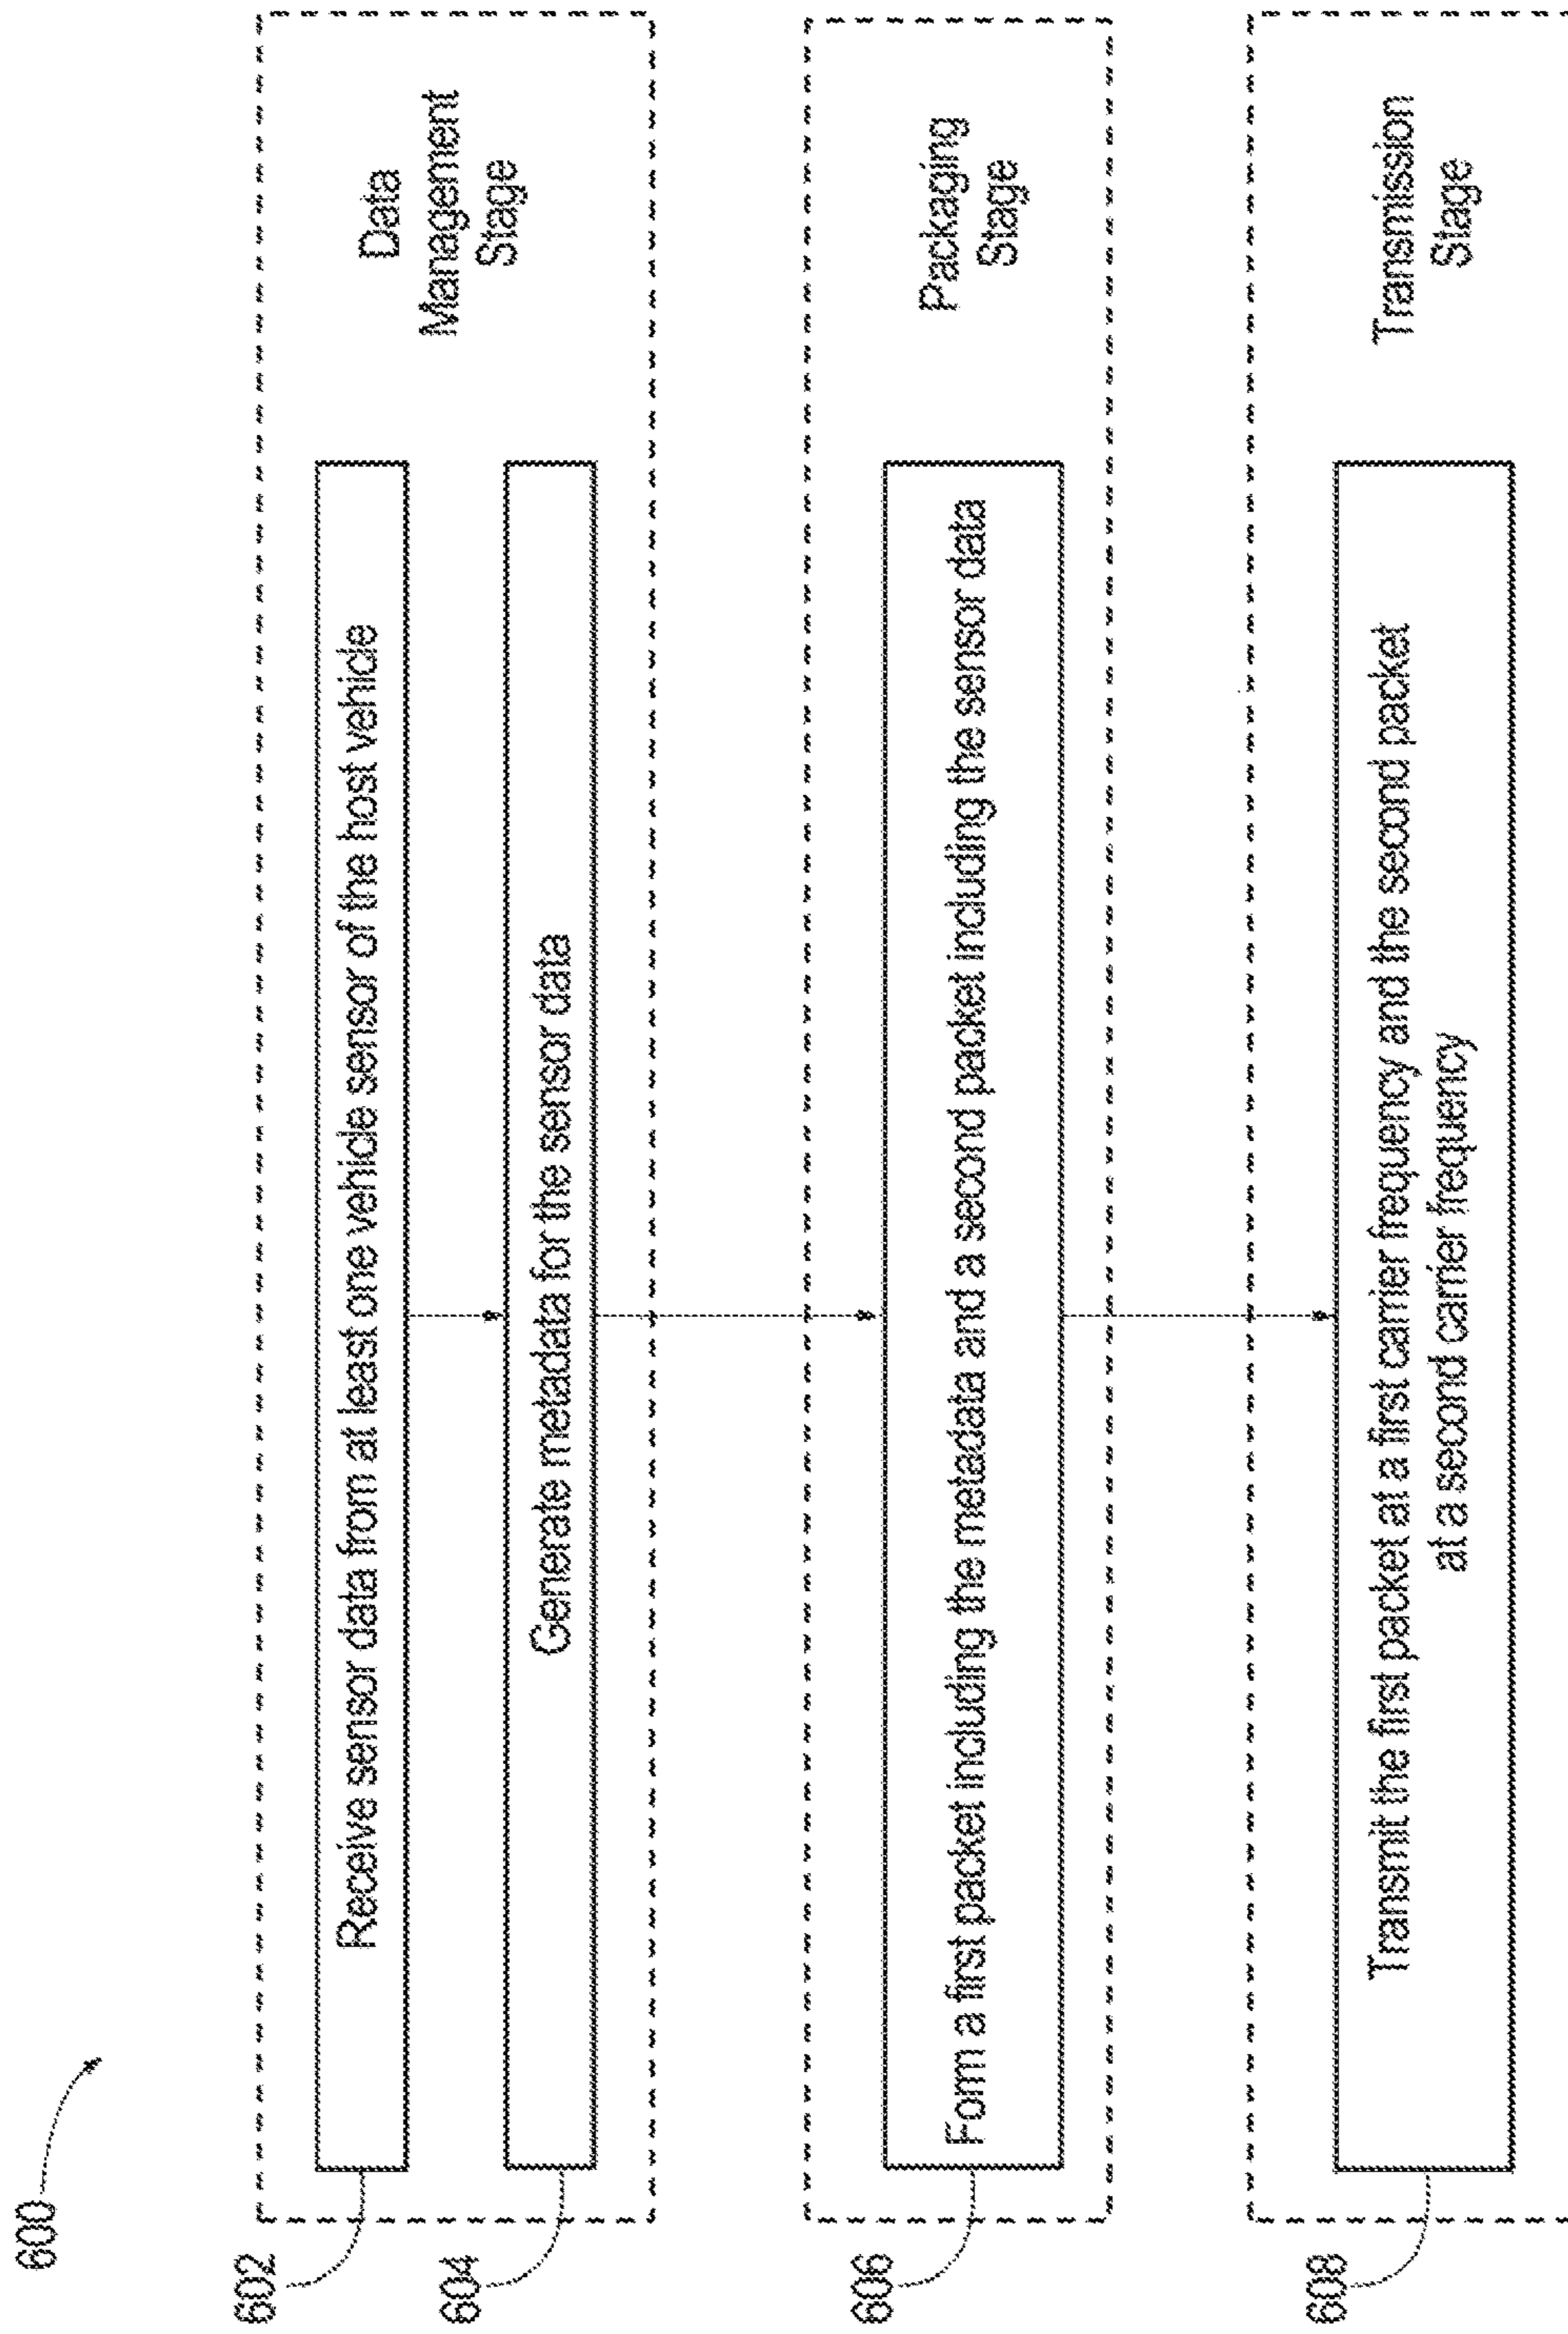 600
602
Receive sensor data from at least one vehicle sensor of the host vehicle
Data
Management
Stage
604
Generate metadata for the sensor data
606
Form a first packet including the metadata and a second packet including the sensor data
Packaging
Stage
608
Transmit the first packet at a first carrier frequency and the second packet
at a second carrier frequency
Transmission
Stage